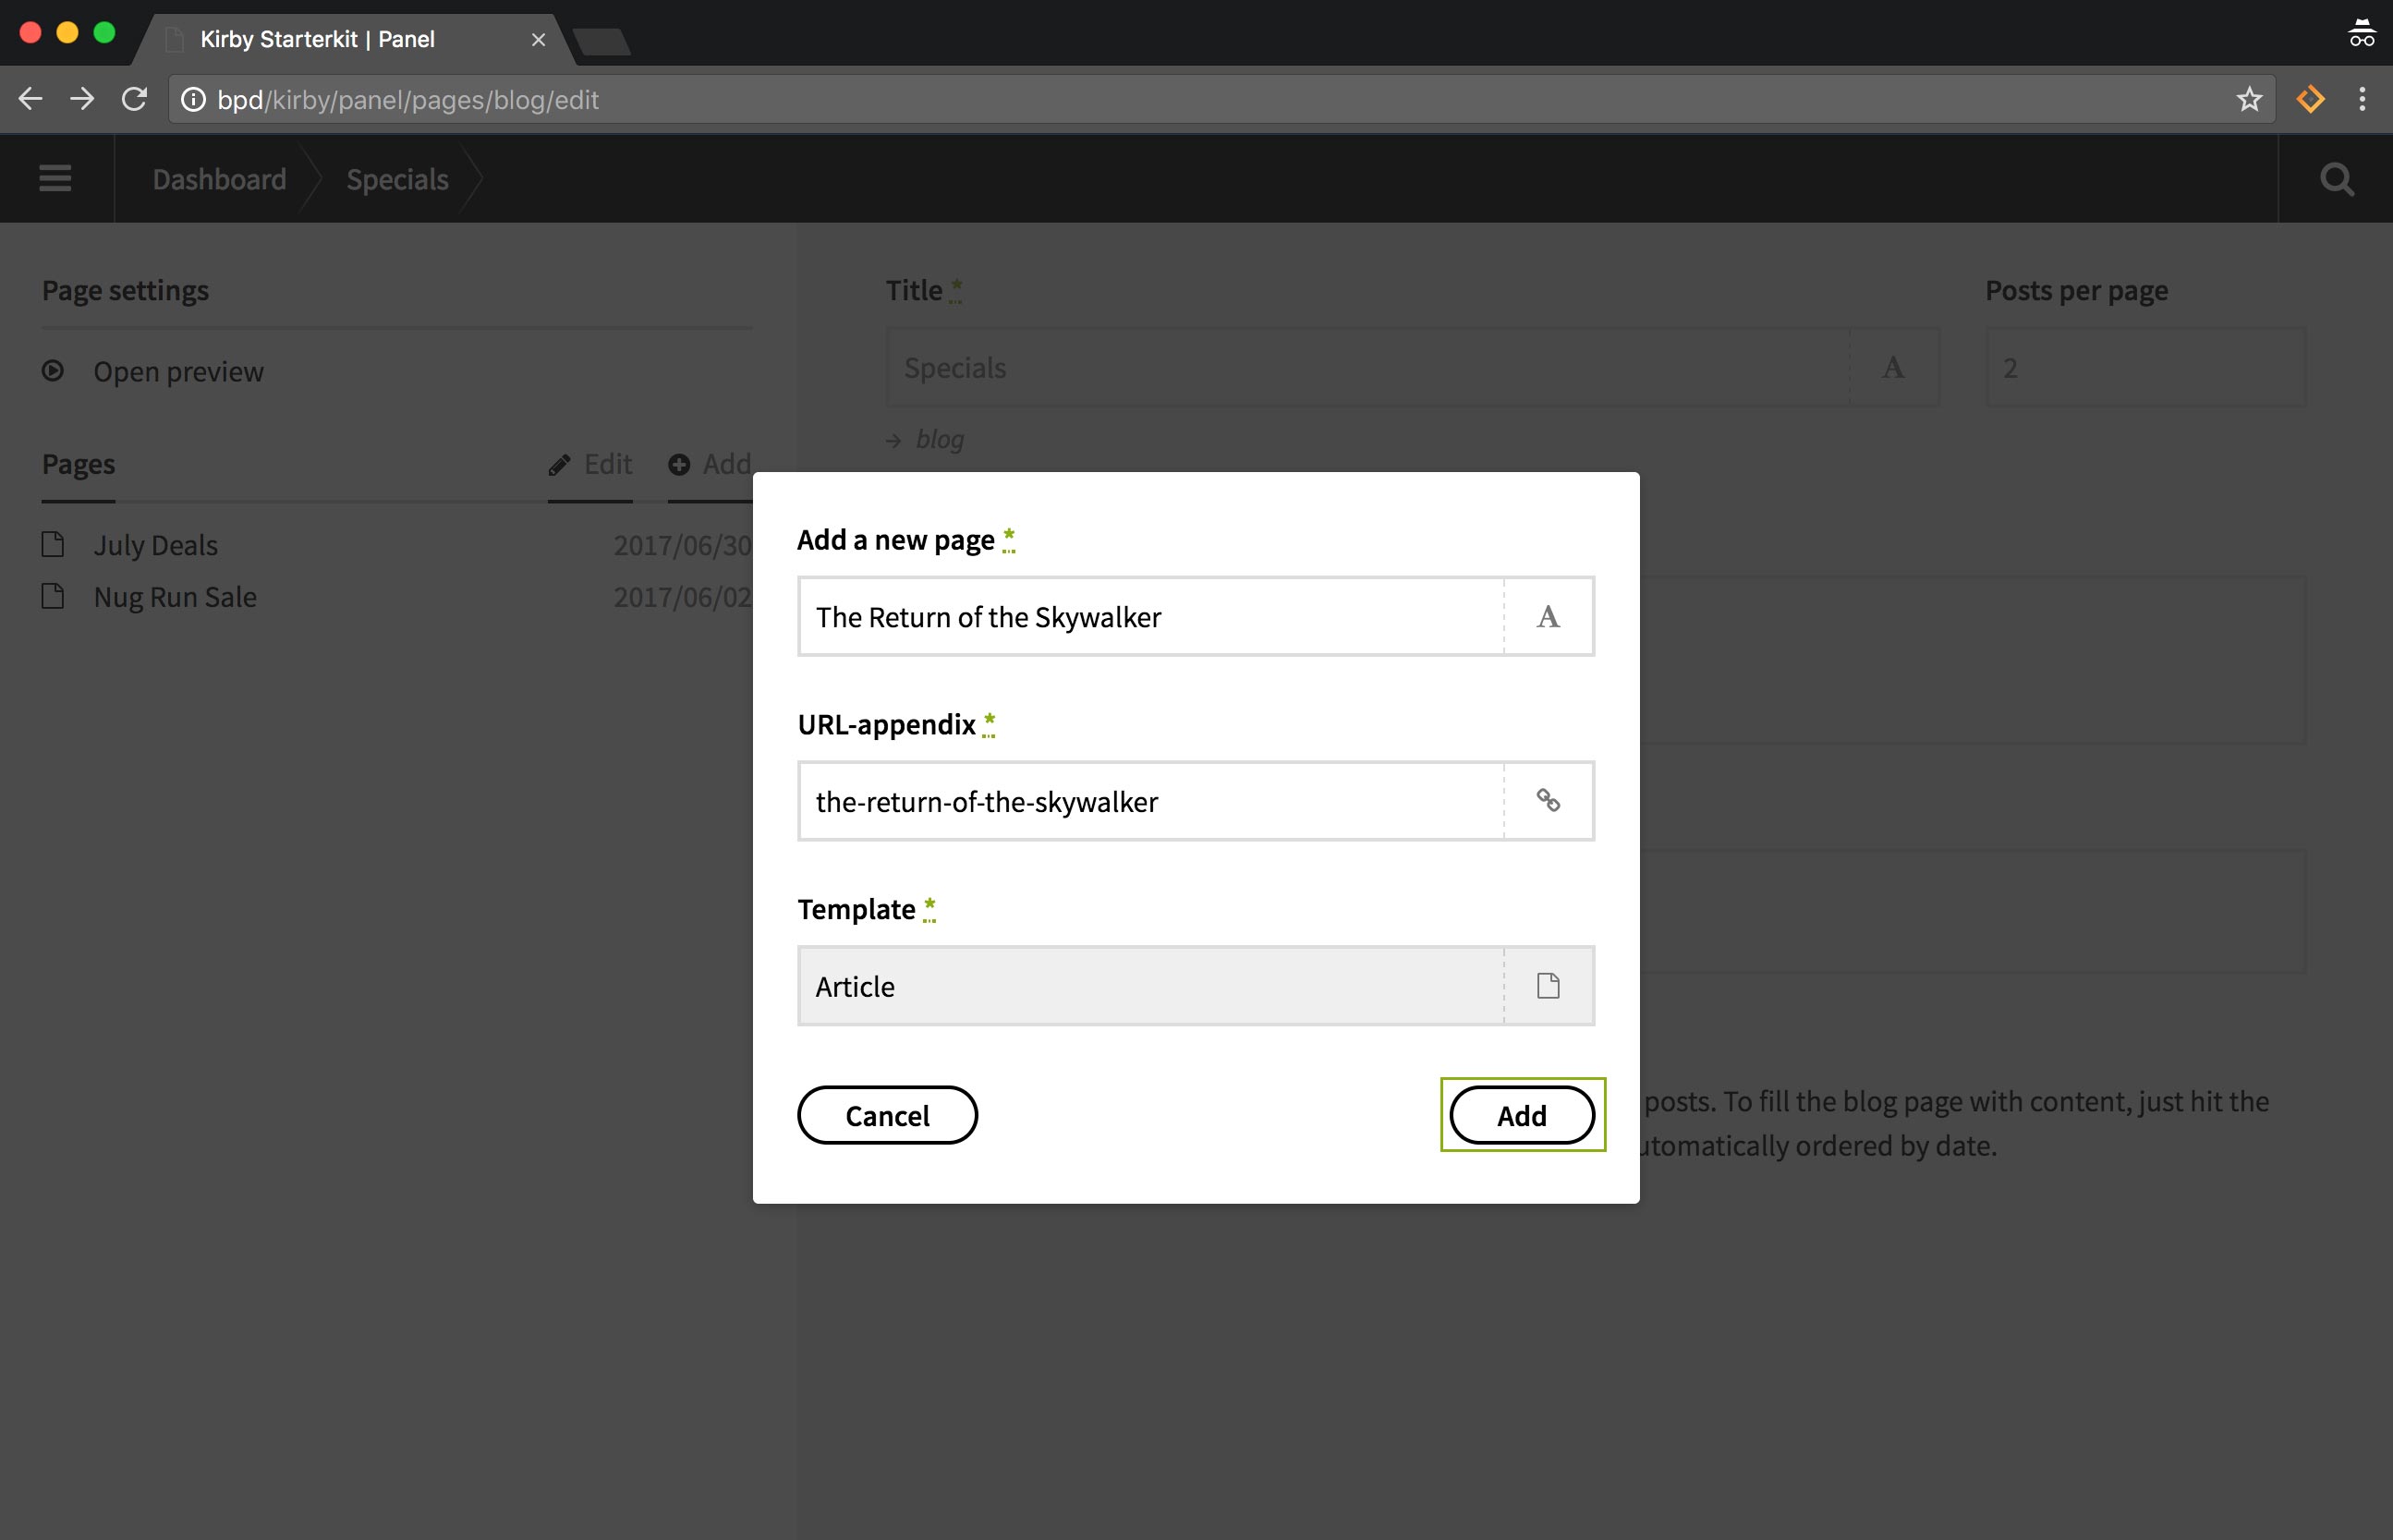 Kirby Starterkit | Panel
bpd/kirby/panel/pages/blog/edit
Dashboard
Specials
Page settings
Open preview
Pages
Edit
Add
July Deals 2017/06/30
Nug Run Sale 2017/06/02
Title *
Specials
A
blog
Posts per page
2
Add a new page *
The Return of the Skywalker
A
URL-appendix *
the-return-of-the-skywalker
Template *
Article
Cancel
Add
posts. To fill the blog page with content, just hit the
utomatically ordered by date.